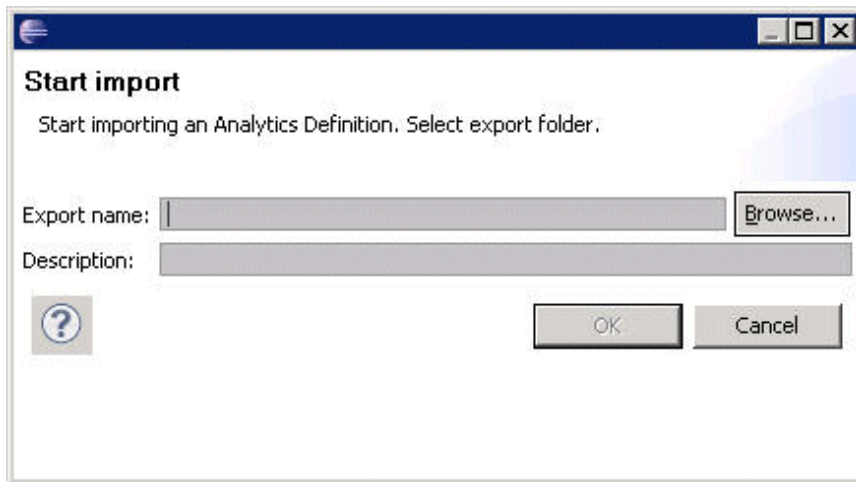 Start import
Start importing an Analytics Definition. Select export folder.
Export name: Browse...
Description:
? OK Cancel